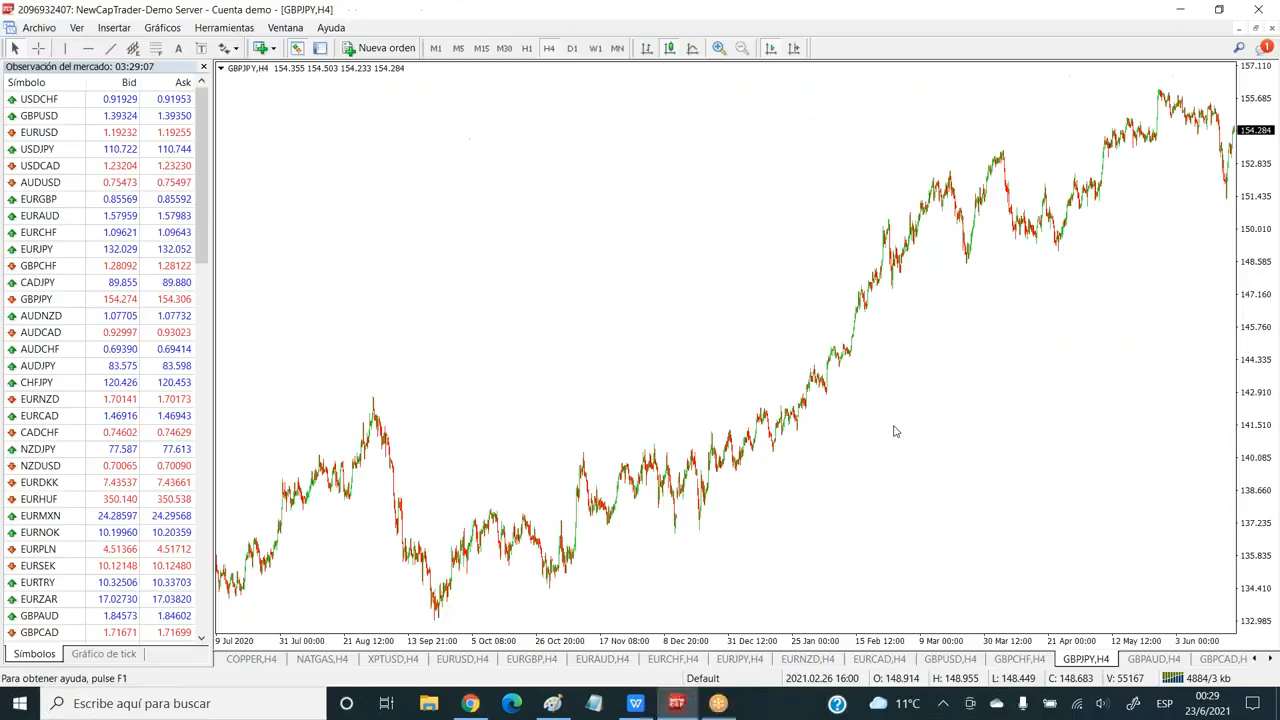 2096932407: NewCapTrader-Demo Server - Cuenta demo - [GBPJPY,H4]
Archivo Ver Insertar Gráficos Herramientas Ventana Ayuda
Nueva orden M1 M5 M15 M30 H1 H4 D1 W1 MN 1
Observación del mercado: 03:29:07
Símbolo Bid Ask
USDCHF 0.91929 0.91953
GBPUSD 1.39324 1.39350
EURUSD 1.19232 1.19255
USDJPY 110.722 110.744
USDCAD 1.23204 1.23230
AUDUSD 0.75473 0.75497
EURGBP 0.85569 0.85592
EURAUD 1.57959 1.57983
EURCHF 1.09621 1.09643
EURJPY 132.029 132.052
GBPCHF 1.28092 1.28122
CADJPY 89.855 89.880
GBPJPY 154.274 154.306
AUDNZD 1.07705 1.07732
AUDCAD 0.92997 0.93023
AUDCHF 0.69390 0.69414
AUDJPY 83.575 83.598
CHFJPY 120.426 120.453
EURNZD 1.70141 1.70173
EURCAD 1.46916 1.46943
CADCHF 0.74602 0.74629
NZDJPY 77.587 77.613
NZDUSD 0.70065 0.70090
EURDKK 7.43537 7.43661
EURHUF 350.140 350.538
EURMXN 24.28597 24.29568
EURNOK 10.19960 10.20359
EURPLN 4.51366 4.51712
EURSEK 10.12148 10.12480
EURTRY 10.32506 10.33703
EURZAR 17.02730 17.03820
GBPAUD 1.84573 1.84602
GBPCAD 1.71671 1.71699
Símbolos Gráfico de tick
GBPJPY,H4 154.355 154.503 154.233 154.284
157.110
155.685
154.284
152.835
151.435
150.010
148.585
147.160
145.760
144.335
142.910
141.510
140.085
138.660
137.235
135.835
134.410
132.985
9 Jul 2020 31 Jul 00:00 21 Aug 12:00 13 Sep 21:00 5 Oct 08:00 26 Oct 20:00 17 Nov 08:00 8 Dec 20:00 31 Dec 12:00 25 Jan 00:00 15 Feb 12:00 9 Mar 00:00 30 Mar 12:00 21 Apr 00:00 12 May 12:00 3 Jun 00:00
COPPER,H4 NATGAS,H4 XPTUSD,H4 EURUSD,H4 EURGBP,H4 EURAUD,H4 EURCHF,H4 EURJPY,H4 EURNZD,H4 EURCAD,H4 GBPUSD,H4 GBPCHF,H4 GBPJPY,H4 GBPAUD,H4 GBPCAD,H
Para obtener ayuda, pulse F1 Default 2021.02.26 16:00 O: 148.914 H: 148.955 L: 148.449 C: 148.683 V: 55167 4884/3 kb
Escribe aquí para buscar 11°C ESP 00:29
23/6/2021